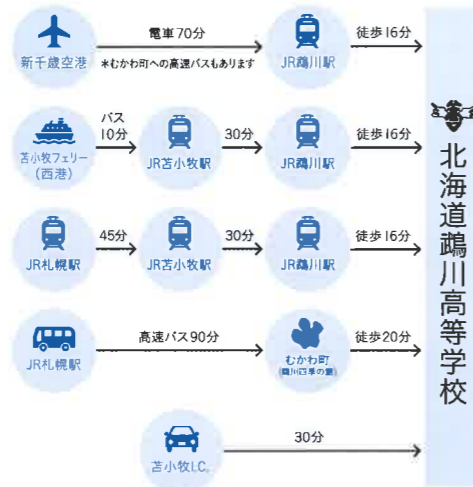 電車70分
徒歩16分
新千歳空港
*むかわ町への高速バスもあります
JR鵡川駅
バス
10分
30分
徒歩16分
苫小牧フェリー
(西港)
JR苫小牧駅
JR鵡川駅
45分
30分
徒歩16分
JR札幌駅
JR苫小牧駅
JR鵡川駅
高速バス90分
徒歩20分
JR札幌駅
むかわ町
(鵡川四季の館)
30分
苫小牧I.C.
北海道鵡川高等学校